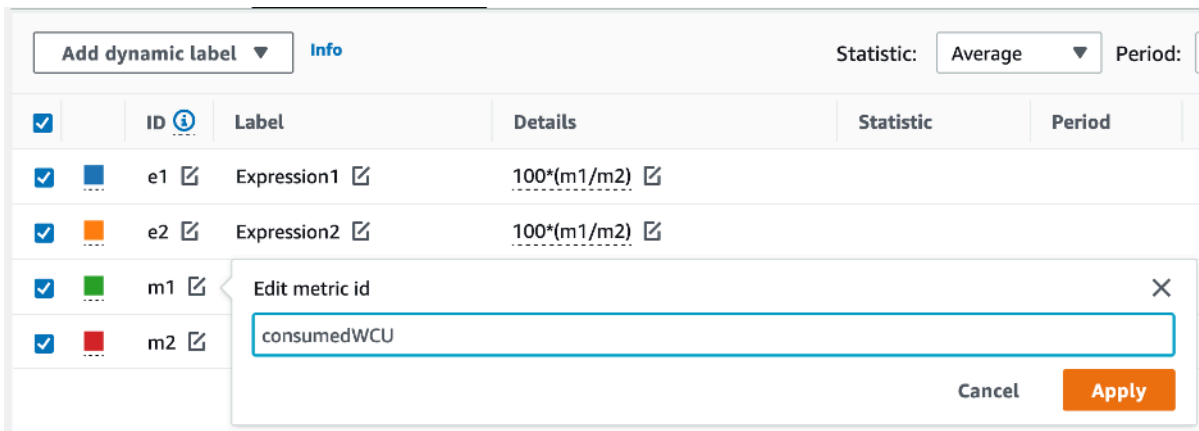 Add dynamic label ▼ Info Statistic: Average ▼ Period:
ID Label Details Statistic Period
e1 Expression1 100*(m1/m2)
e2 Expression2 100*(m1/m2)
m1 Edit metric id
consumedWCU
m2
Cancel Apply